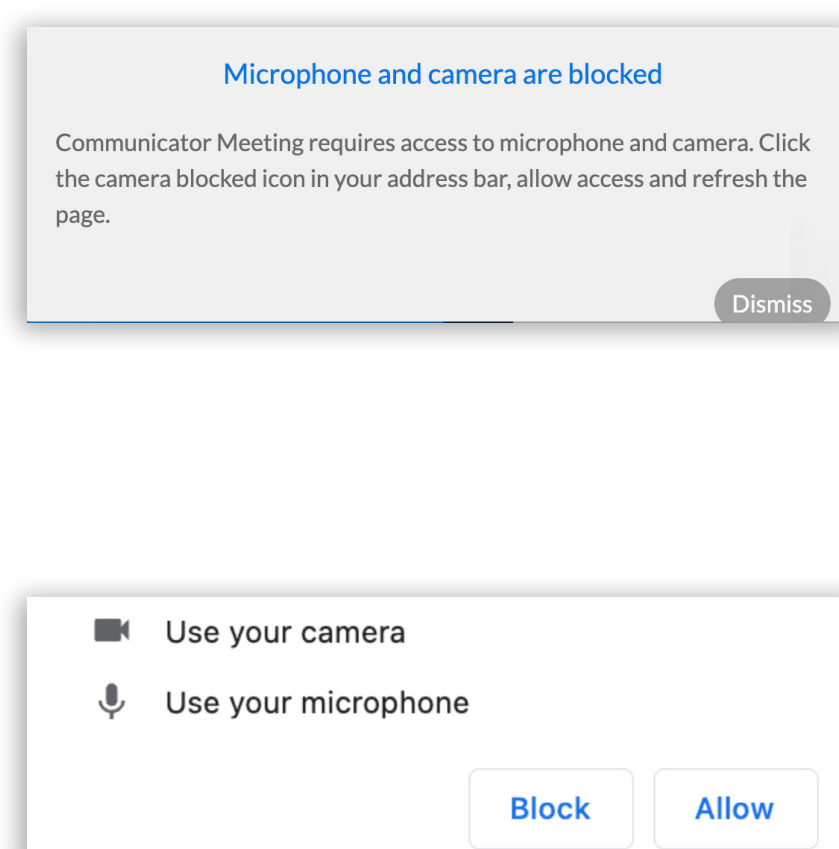 Microphone and camera are blocked
Communicator Meeting requires access to microphone and camera. Click
the camera blocked icon in your address bar, allow access and refresh the
page.
Dismiss
Use your camera
Use your microphone
Block Allow